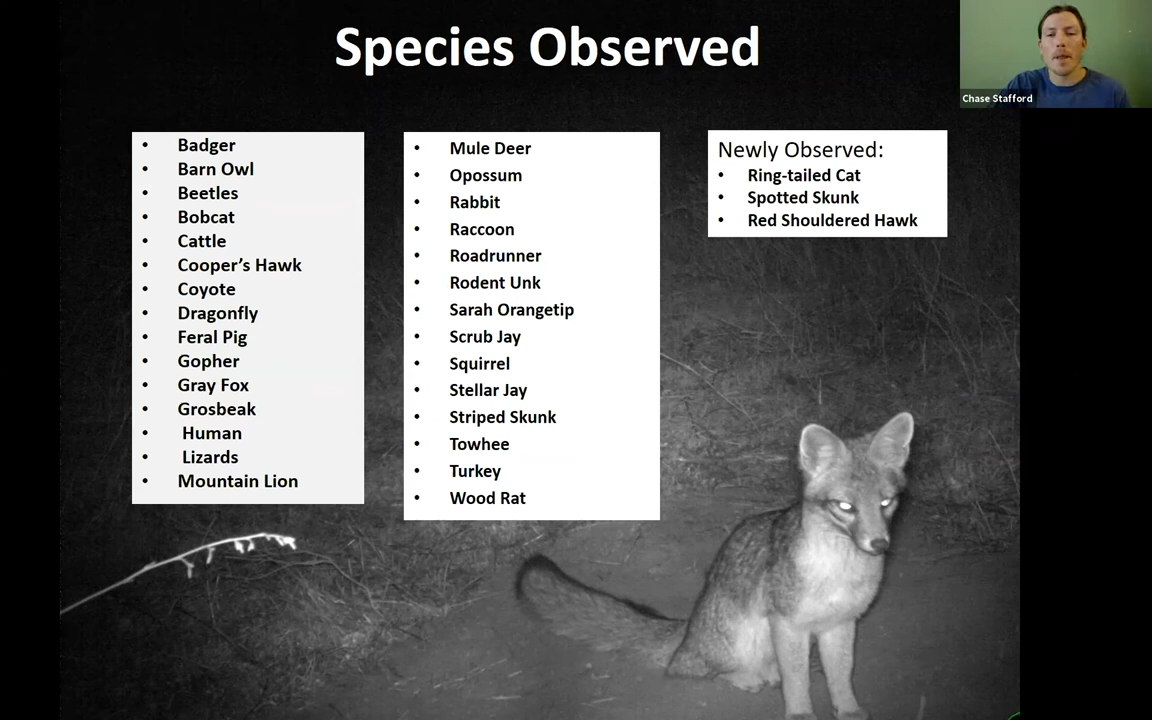 Species Observed
Chase Stafford
• Badger
• Barn Owl
• Beetles
• Bobcat
• Cattle
• Cooper’s Hawk
• Coyote
• Dragonfly
• Feral Pig
• Gopher
• Gray Fox
• Grosbeak
• Human
• Lizards
• Mountain Lion
• Mule Deer
• Opossum
• Rabbit
• Raccoon
• Roadrunner
• Rodent Unk
• Sarah Orangetip
• Scrub Jay
• Squirrel
• Stellar Jay
• Striped Skunk
• Towhee
• Turkey
• Wood Rat
Newly Observed:
• Ring-tailed Cat
• Spotted Skunk
• Red Shouldered Hawk